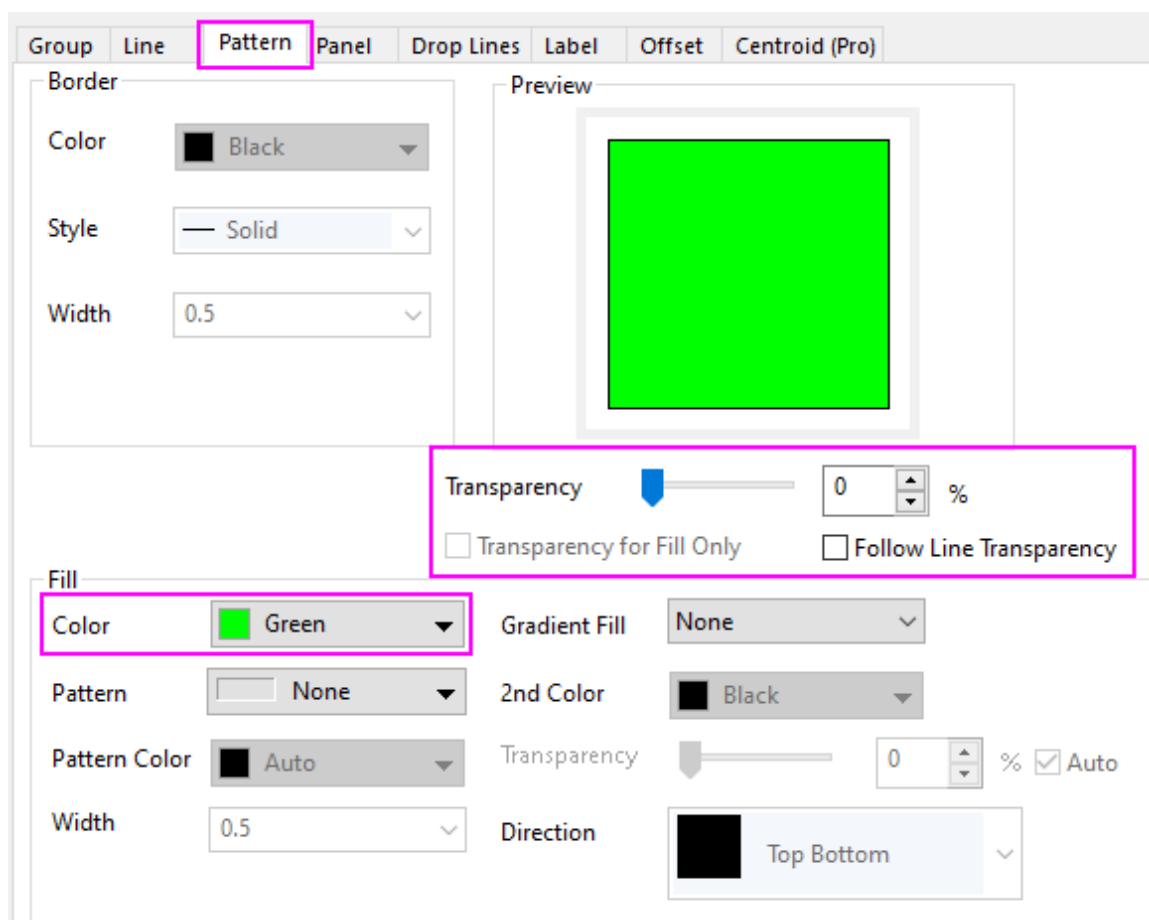 Group Line Pattern Panel Drop Lines Label Offset Centroid (Pro)
Border
Preview
Color Black
Style Solid
Width 0.5
Transparency 0 %
Transparency for Fill Only Follow Line Transparency
Fill
Color Green Gradient Fill None
Pattern None 2nd Color Black
Pattern Color Auto Transparency 0 % Auto
Width 0.5 Direction Top Bottom